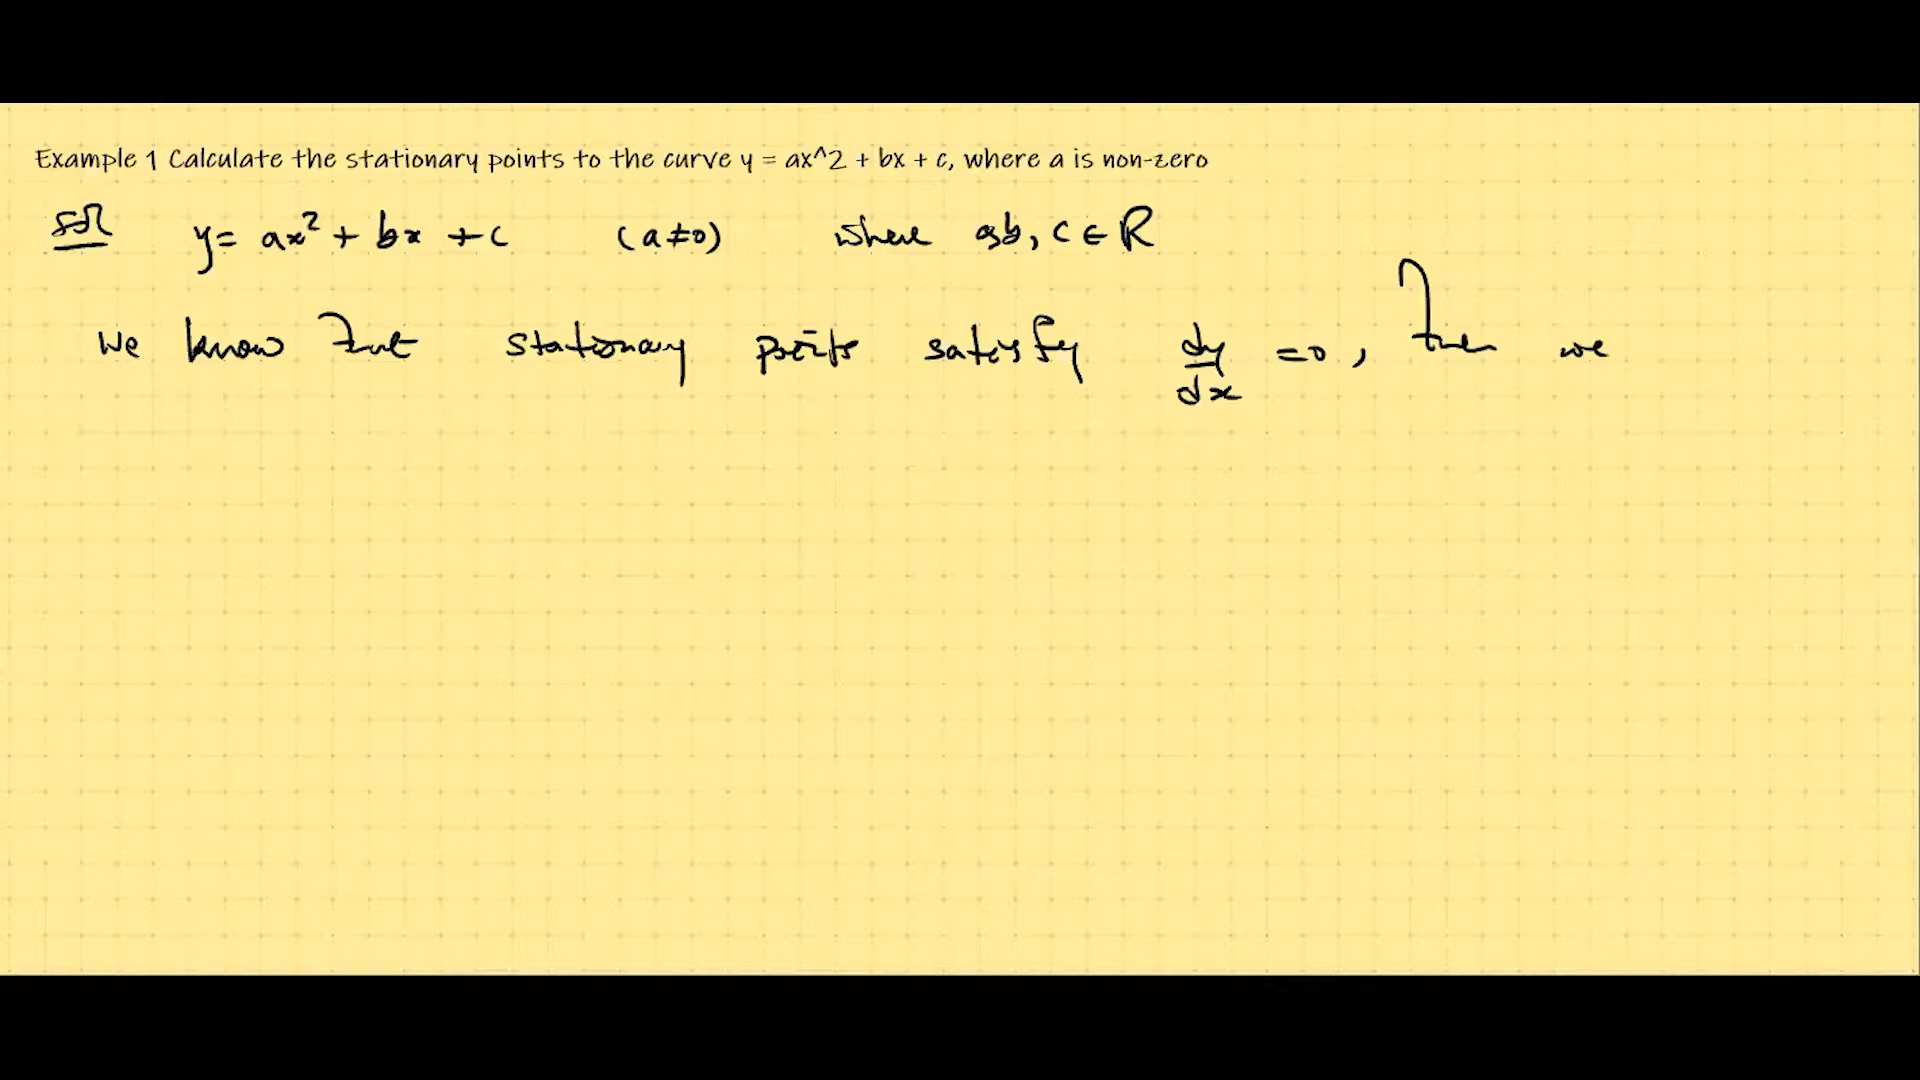 Example 1 Calculate the stationary points to the curve y = ax^2 + bx + c, where a is non-zero
sol y = ax² + bx + c (a ≠ 0) where a,b, c ∈ R
we know that stationary points satisfy dy/dx = 0, then we